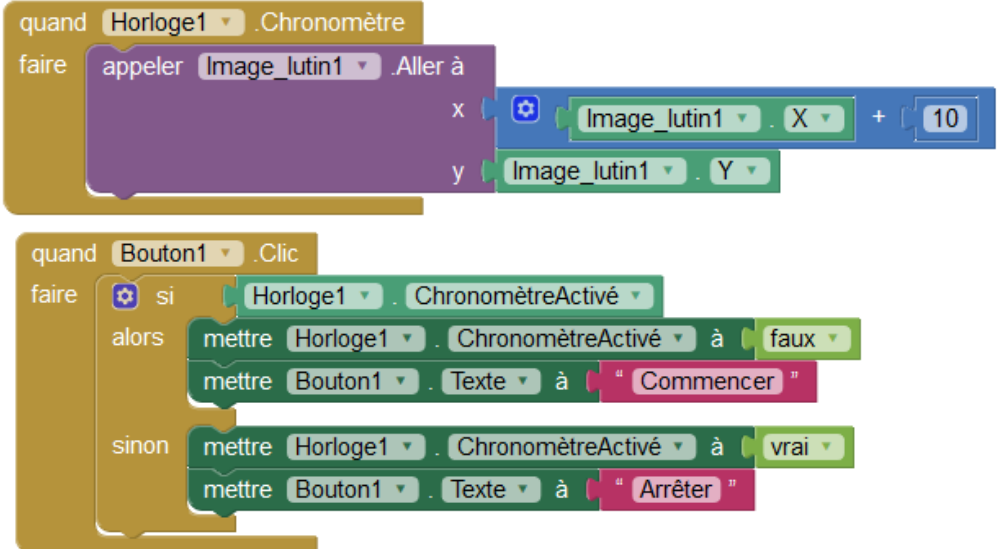 quand Horloge1 .Chronomètre
faire appeler Image_lutin1 .Aller à
x Image_lutin1 . X + 10
y Image_lutin1 . Y
quand Bouton1 .Clic
faire si Horloge1 . ChronomètreActivé
alors mettre Horloge1 . ChronomètreActivé à faux
mettre Bouton1 . Texte à “ Commencer ”
sinon mettre Horloge1 . ChronomètreActivé à vrai
mettre Bouton1 . Texte à “ Arrêter ”